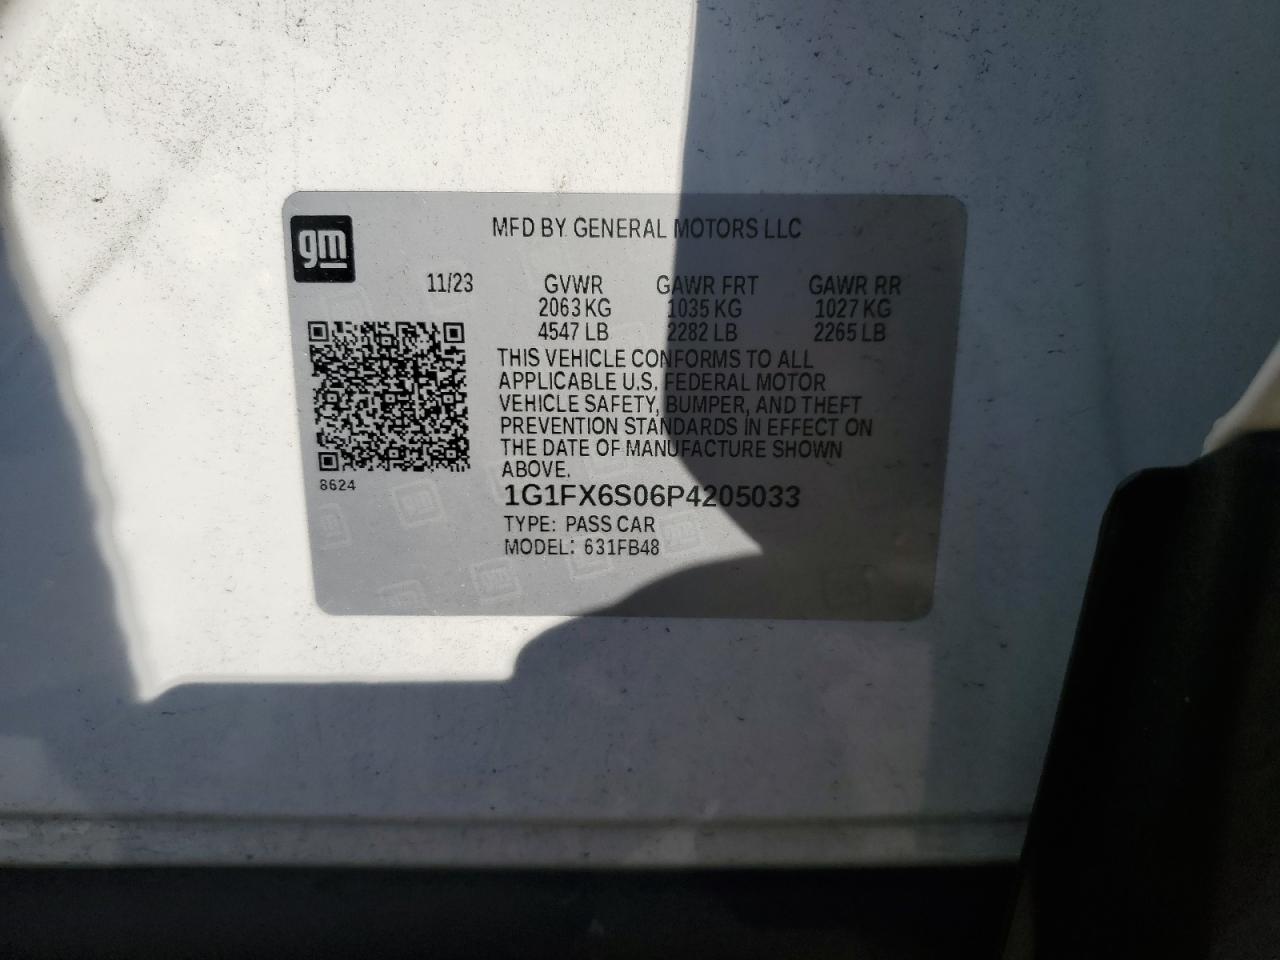 gm
MFD BY GENERAL MOTORS LLC
11/23 GVWR GAWR FRT GAWR RR
2063 KG 1035 KG 1027 KG
4547 LB 2282 LB 2265 LB
THIS VEHICLE CONFORMS TO ALL
APPLICABLE U.S. FEDERAL MOTOR
VEHICLE SAFETY, BUMPER, AND THEFT
PREVENTION STANDARDS IN EFFECT ON
THE DATE OF MANUFACTURE SHOWN
ABOVE.
8624
1G1FX6S06P4205033
TYPE: PASS CAR
MODEL: 631FB48